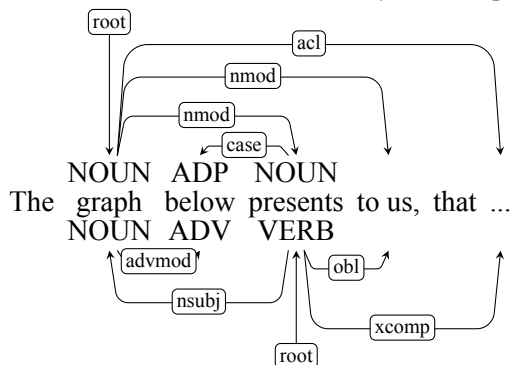 root
acl
nmod
nmod
case
NOUN ADP NOUN
The graph below presents to us, that ...
NOUN ADV VERB
advmod
obl
nsubj
xcomp
root